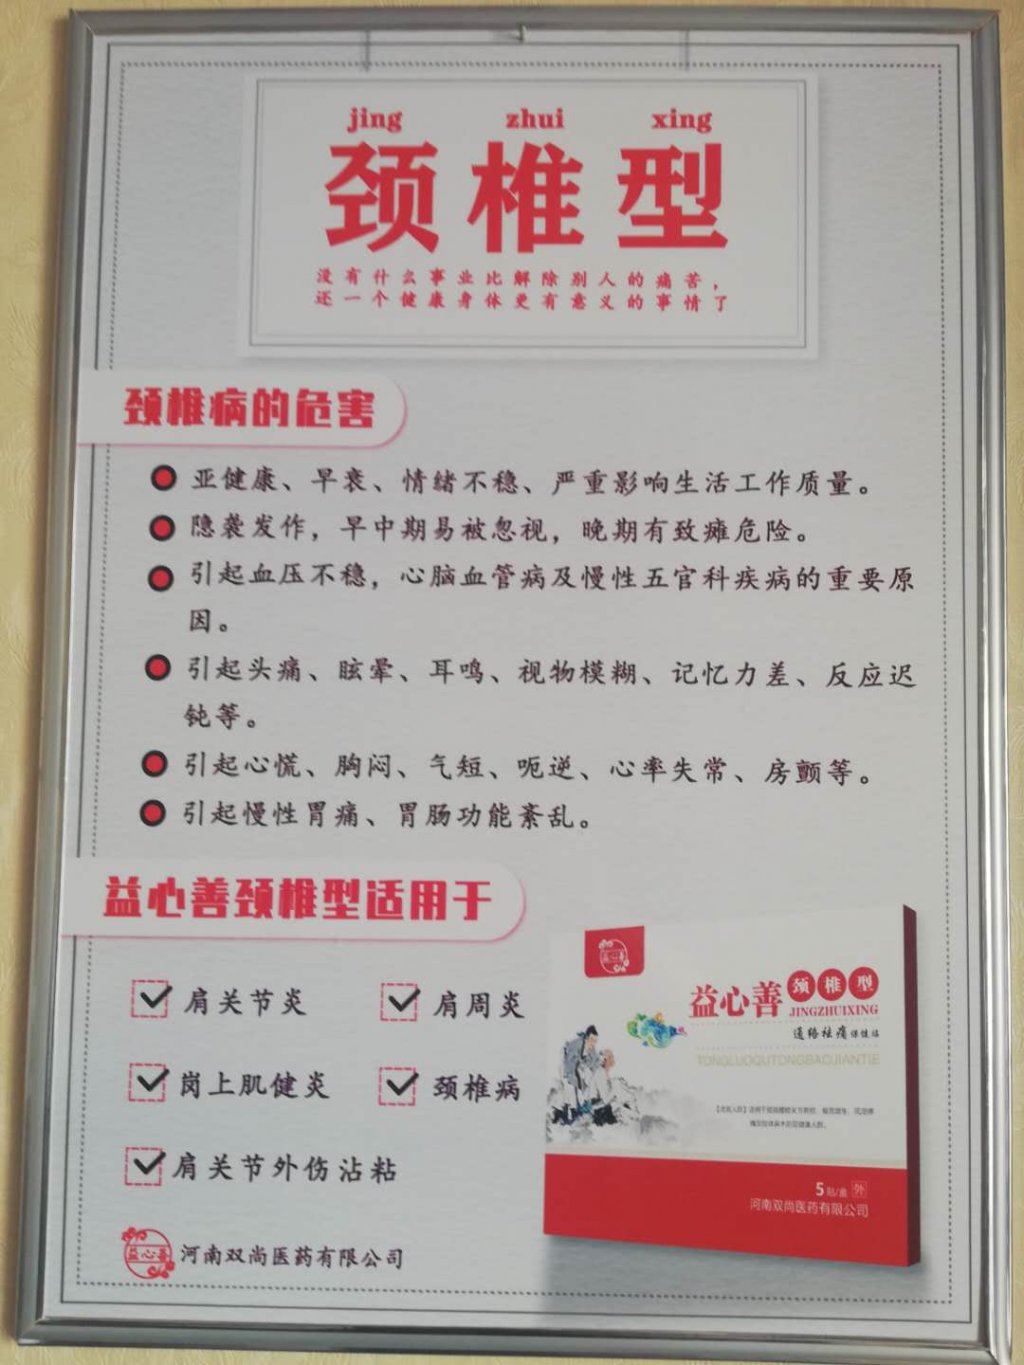 jing zhui xing
颈椎型
没有什么事业比解除别人的痛苦，
还一个健康身体更有意义的事情了
颈椎病的危害
亚健康、早衰、情绪不稳、严重影响生活工作质量。
隐袭发作，早中期易被忽视，晚期有致瘫危险。
引起血压不稳，心脑血管病及慢性五官科疾病的重要原
因。
引起头痛、眩晕、耳鸣、视物模糊、记忆力差、反应迟
钝等。
引起心慌、胸闷、气短、呃逆、心率失常、房颤等。
引起慢性胃痛、胃肠功能紊乱。
益心善颈椎型适用于
肩关节炎
肩周炎
岗上肌健炎
颈椎病
肩关节外伤沾粘
益心善
河南双尚医药有限公司
益心善
益心善颈椎型
JINGZHUIXING
通络祛痛保健贴
TONGLUOQUTONGBAOJIANTIE
5贴/盒 外
河南双尚医药有限公司